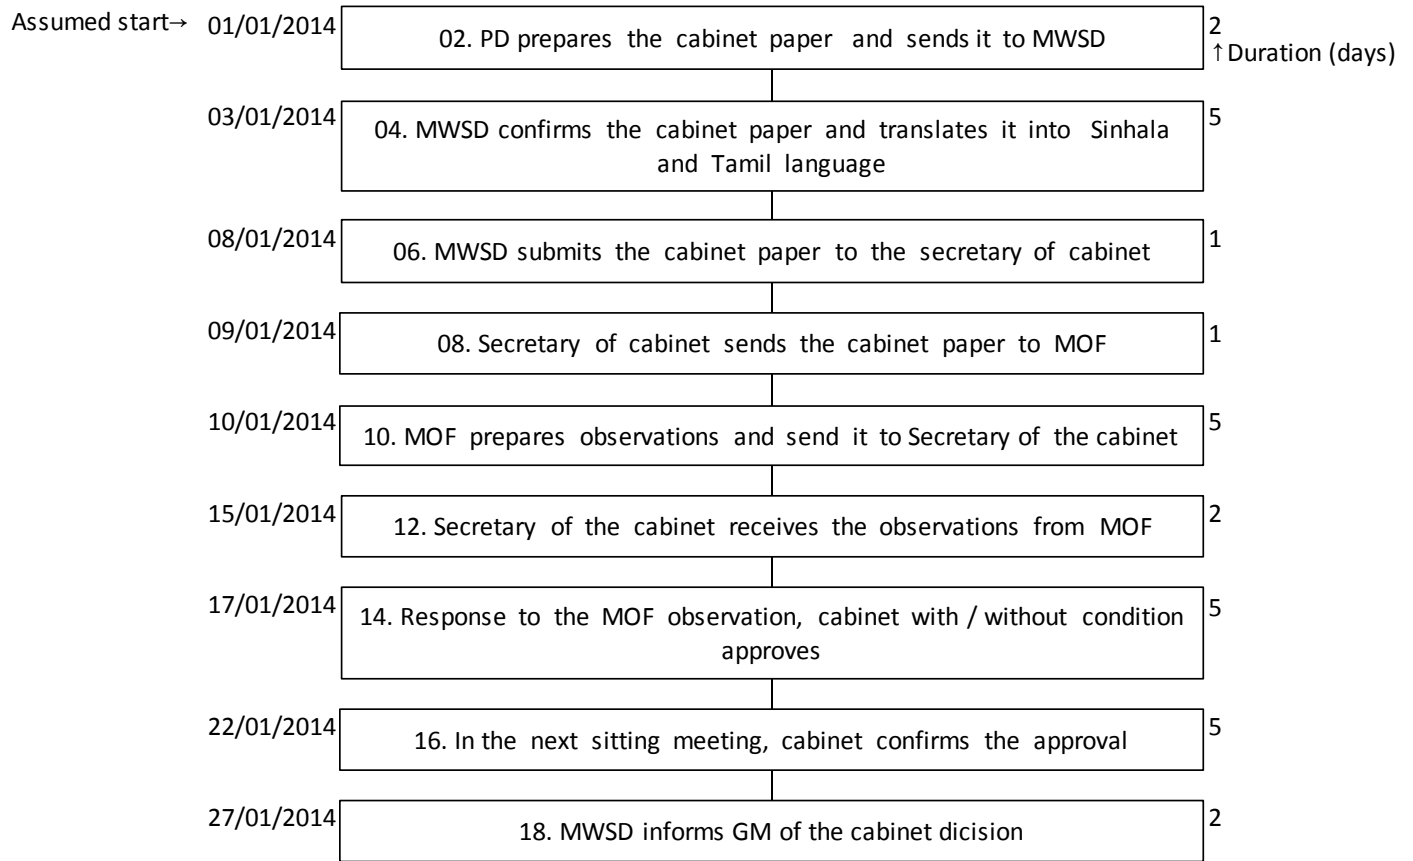 Assumed start→ 01/01/2014 02. PD prepares the cabinet paper and sends it to MWSD 2
↑Duration (days)
03/01/2014 04. MWSD confirms the cabinet paper and translates it into Sinhala 5
and Tamil language
08/01/2014 06. MWSD submits the cabinet paper to the secretary of cabinet 1
09/01/2014 08. Secretary of cabinet sends the cabinet paper to MOF 1
10/01/2014 10. MOF prepares observations and send it to Secretary of the cabinet 5
15/01/2014 12. Secretary of the cabinet receives the observations from MOF 2
17/01/2014 14. Response to the MOF observation, cabinet with / without condition 5
approves
22/01/2014 16. In the next sitting meeting, cabinet confirms the approval 5
27/01/2014 18. MWSD informs GM of the cabinet dicision 2